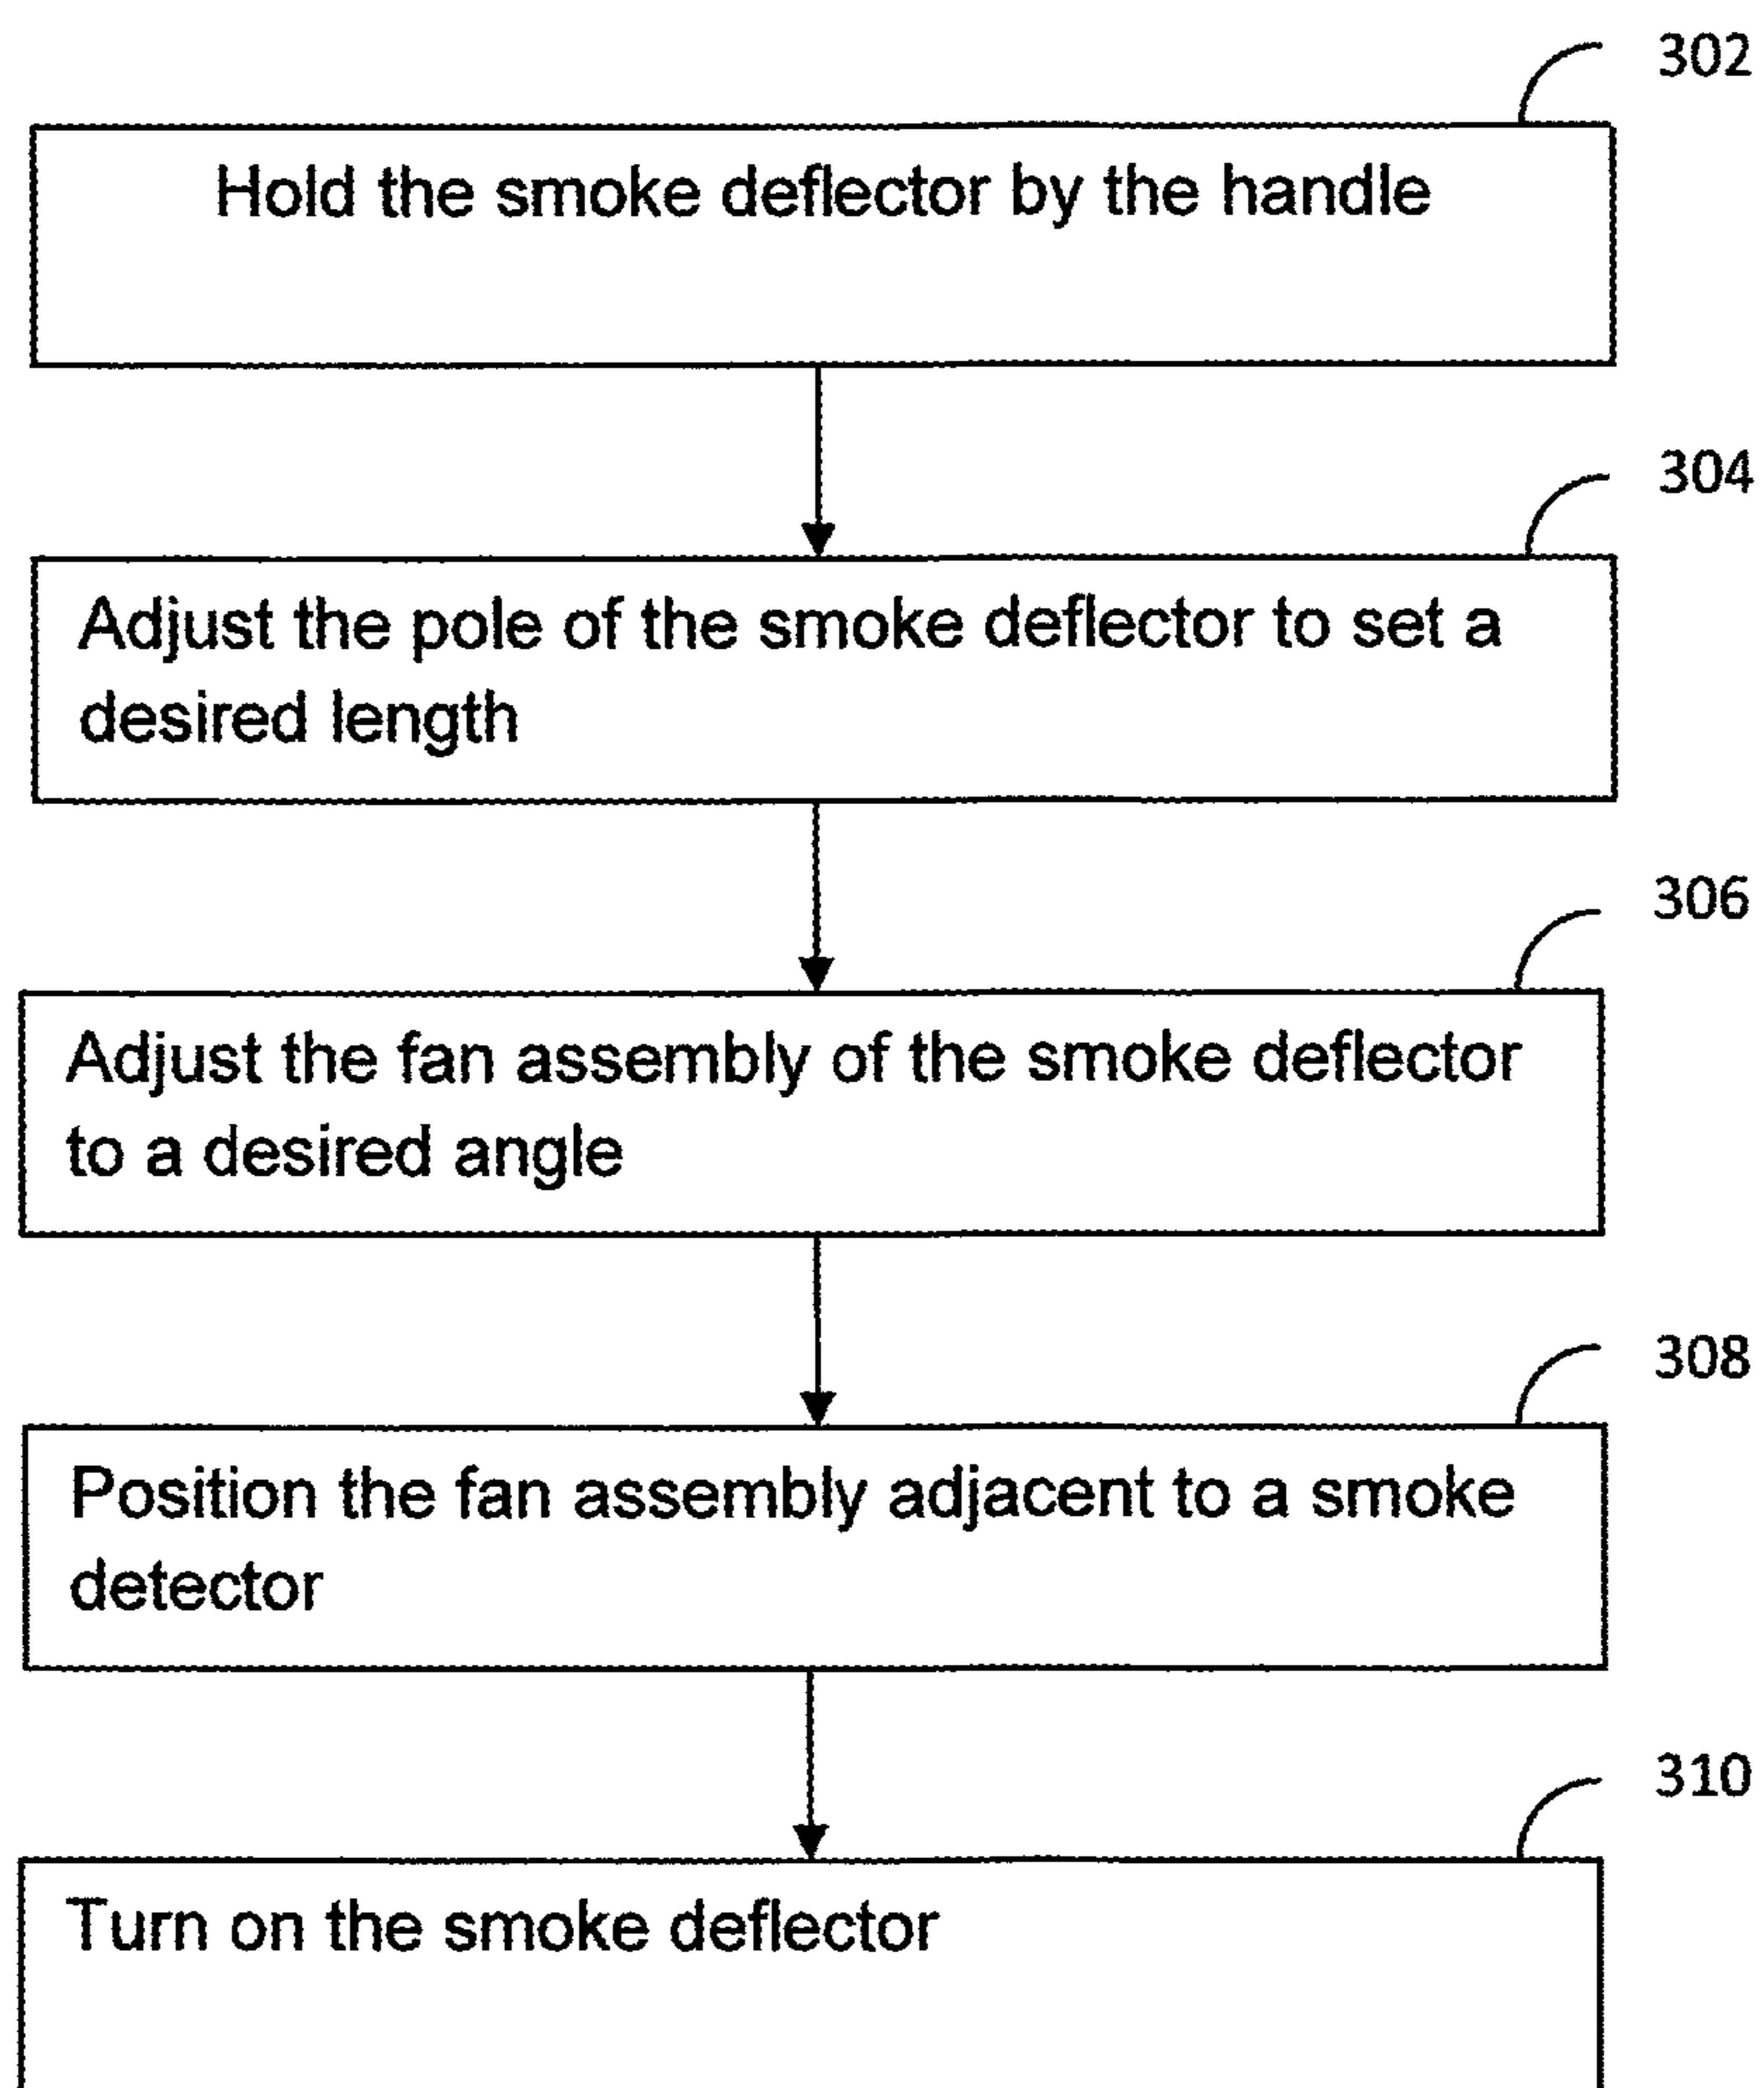 302
Hold the smoke deflector by the handle
304
Adjust the pole of the smoke deflector to set a
desired length
306
Adjust the fan assembly of the smoke deflector
to a desired angle
308
Position the fan assembly adjacent to a smoke
detector
310
Turn on the smoke deflector